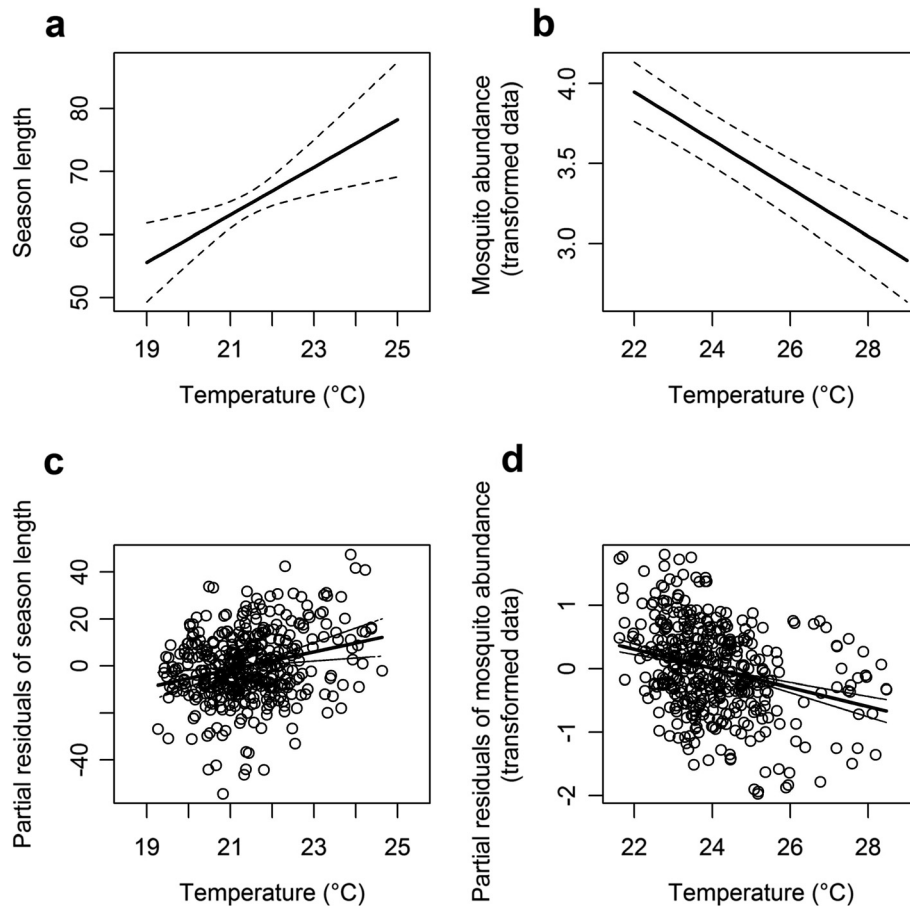 a
Season length
50 60 70 80
19 21 23 25
Temperature (°C)
b
Mosquito abundance
(transformed data)
3.0 3.5 4.0
22 24 26 28
Temperature (°C)
c
Partial residuals of season length
-40 0 20 40
19 21 23 25
Temperature (°C)
d
Partial residuals of mosquito abundance
(transformed data)
-2 -1 0 1
22 24 26 28
Temperature (°C)